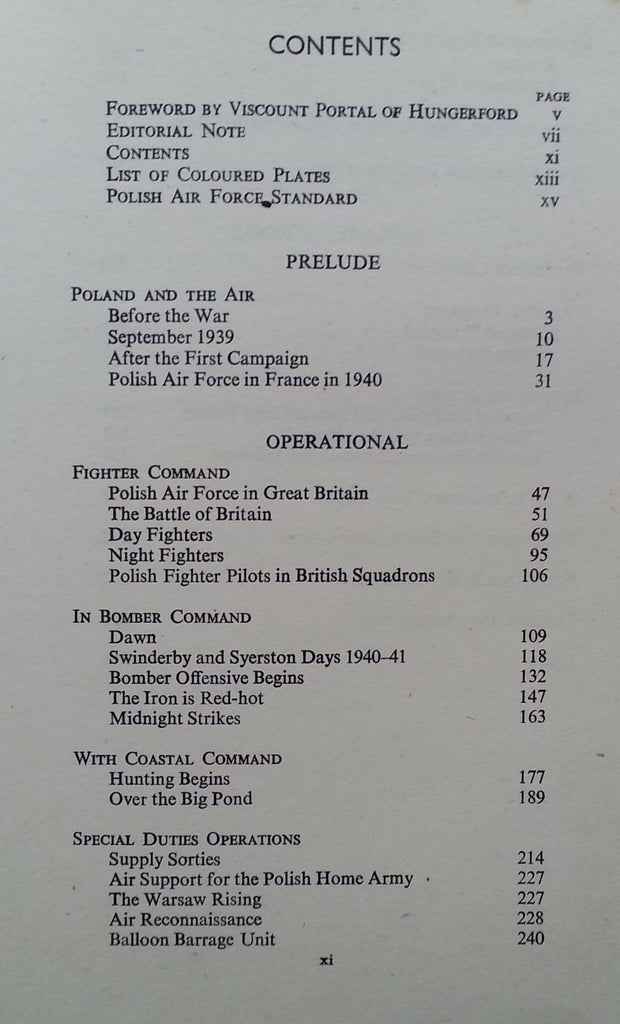 CONTENTS
PAGE
FOREWORD BY VISCOUNT PORTAL OF HUNGERFORD v
EDITORIAL NOTE vii
CONTENTS xi
LIST OF COLOURED PLATES xiii
POLISH AIR FORCE STANDARD xv
PRELUDE
POLAND AND THE AIR
Before the War 3
September 1939 10
After the First Campaign 17
Polish Air Force in France in 1940 31
OPERATIONAL
FIGHTER COMMAND
Polish Air Force in Great Britain 47
The Battle of Britain 51
Day Fighters 69
Night Fighters 95
Polish Fighter Pilots in British Squadrons 106
IN BOMBER COMMAND
Dawn 109
Swinderby and Syerston Days 1940–41 118
Bomber Offensive Begins 132
The Iron is Red-hot 147
Midnight Strikes 163
WITH COASTAL COMMAND
Hunting Begins 177
Over the Big Pond 189
SPECIAL DUTIES OPERATIONS
Supply Sorties 214
Air Support for the Polish Home Army 227
The Warsaw Rising 227
Air Reconnaissance 228
Balloon Barrage Unit 240
xi